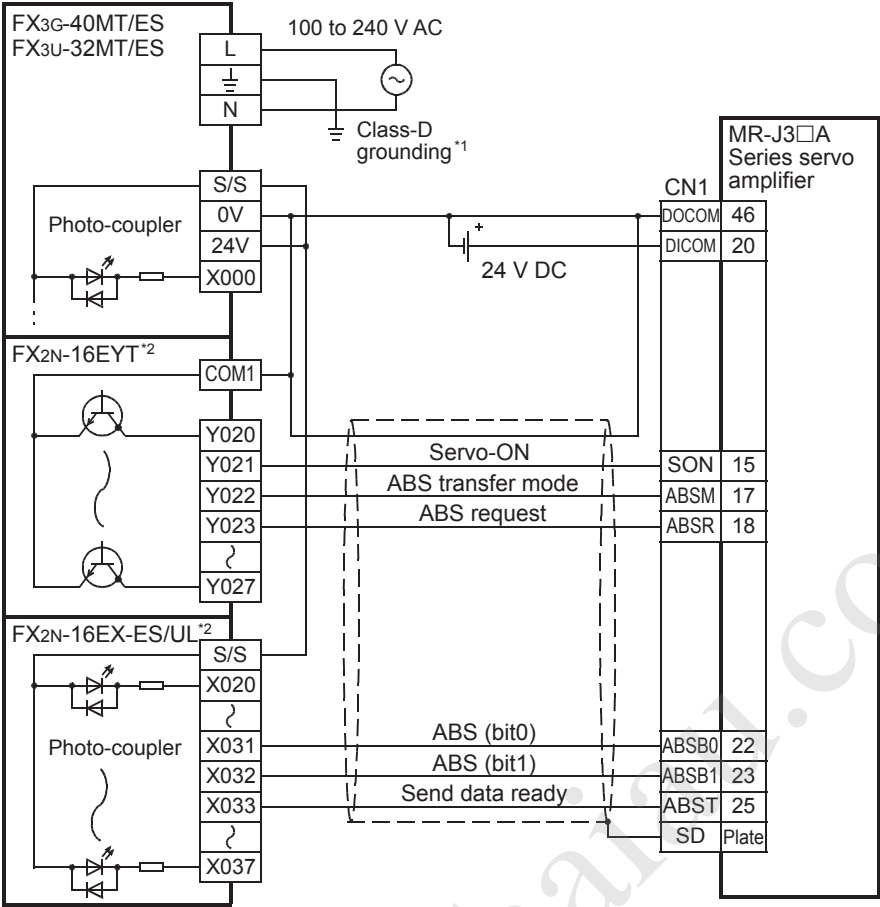 FX3G-40MT/ES
FX3U-32MT/ES
L
N
100 to 240 V AC
Class-D
grounding*1
MR-J3□A
Series servo
amplifier
CN1
S/S
0V
24V
X000
Photo-coupler
DOCOM 46
DICOM 20
24 V DC
+
FX2N-16EYT*2
COM1
Y020
Y021
Y022
Y023
Y027
Servo-ON
ABS transfer mode
ABS request
SON 15
ABSM 17
ABSR 18
FX2N-16EX-ES/UL*2
S/S
X020
X031
X032
X033
X037
Photo-coupler
ABS (bit0)
ABS (bit1)
Send data ready
ABSB0 22
ABSB1 23
ABST 25
SD Plate